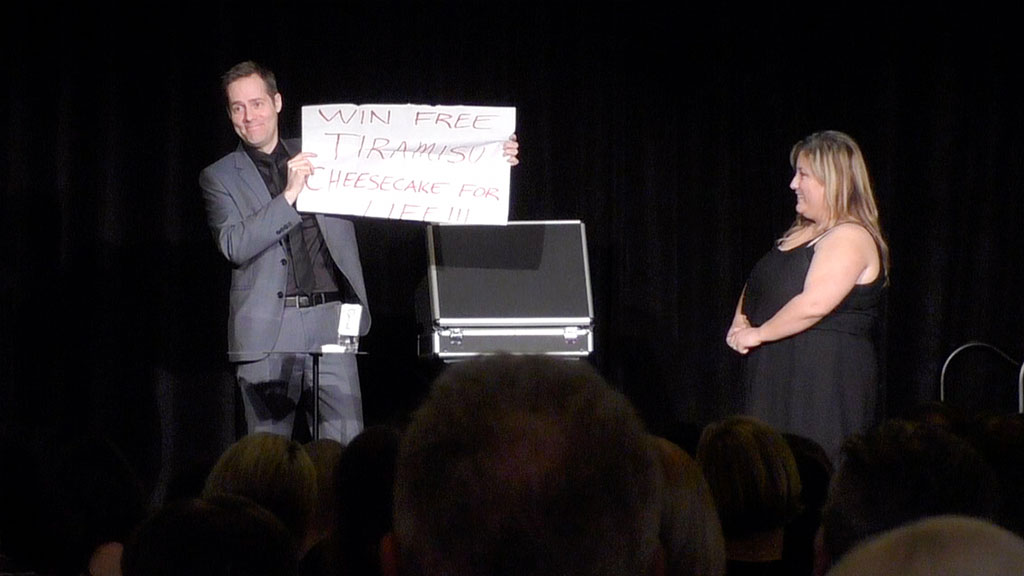 WIN FREE
TIRAMISU
CHEESECAKE FOR
LIFE!!!